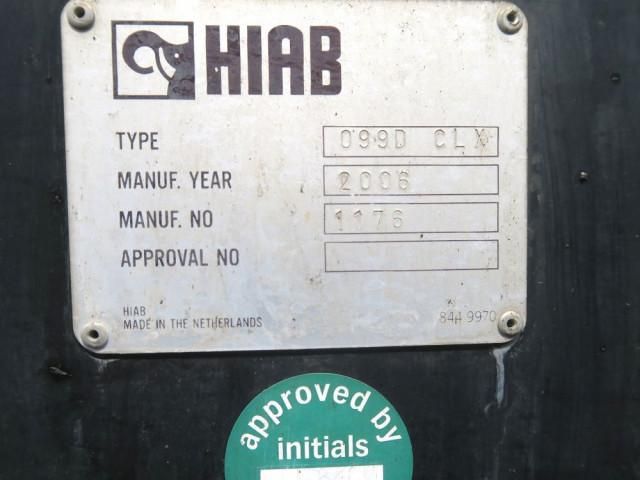 HIAB
TYPE 099D CLX
MANUF. YEAR 2006
MANUF. NO 1176
APPROVAL NO
HIAB
MADE IN THE NETHERLANDS 844 9970
approved by
initials